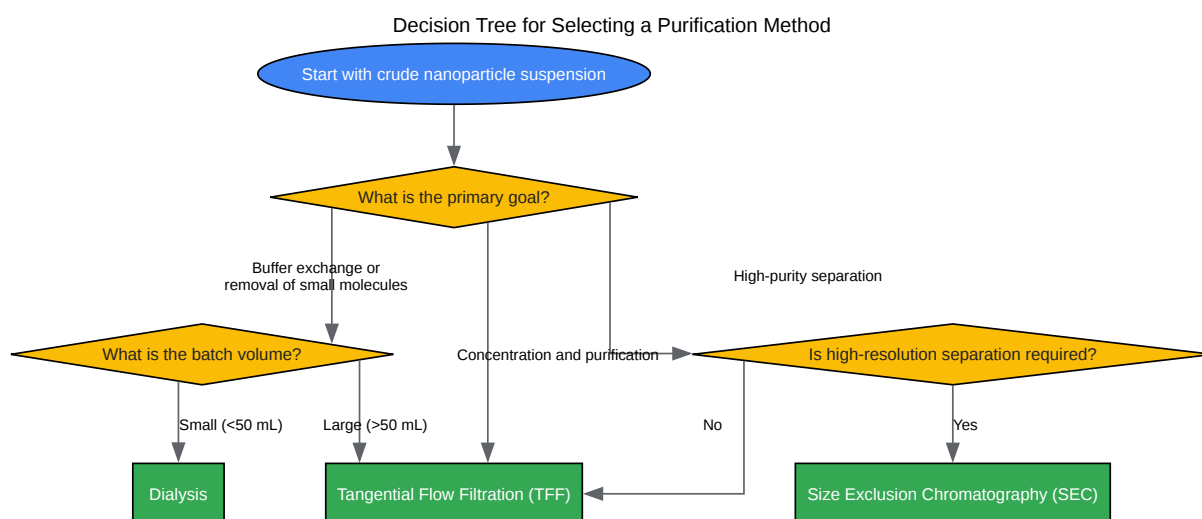 Decision Tree for Selecting a Purification Method
Start with crude nanoparticle suspension
What is the primary goal?
Buffer exchange or
removal of small molecules
High-purity separation
What is the batch volume?
Concentration and purification
Is high-resolution separation required?
Small (<50 mL)
Large (>50 mL)
No
Yes
Dialysis
Tangential Flow Filtration (TFF)
Size Exclusion Chromatography (SEC)